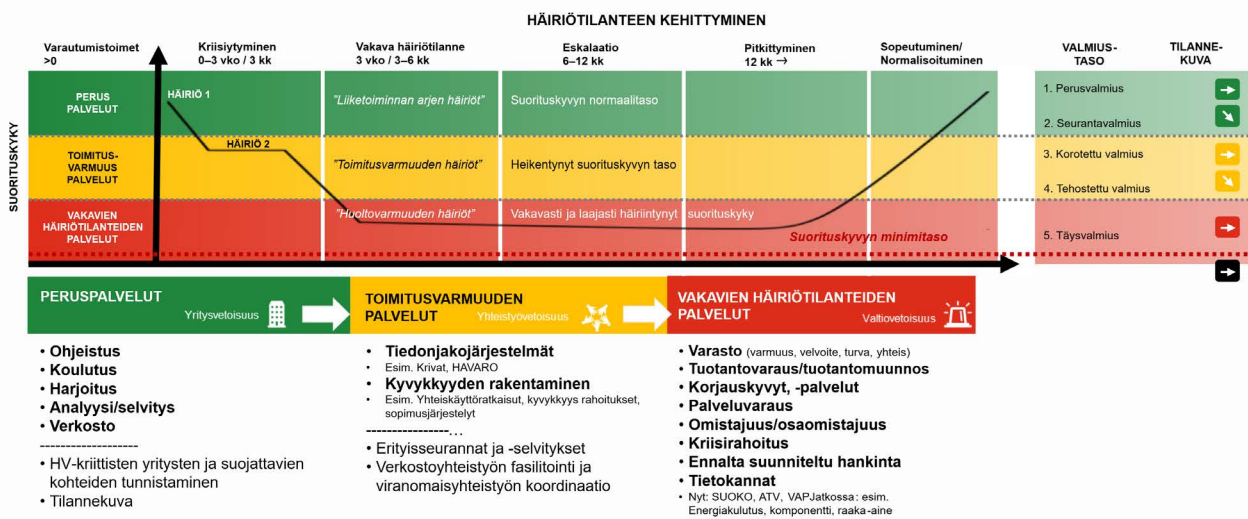 HÄIRIÖTILANTEEN KEHITTYMINEN
Varautumistoimet
>0
Kriisiytyminen
0–3 vko / 3 kk
Vakava häiriötilanne
3 vko / 3–6 kk
Eskalaatio
6–12 kk
Pitkittyminen
12 kk →
Sopeutuminen/
Normalisoituminen
VALMIUS-
TASO
TILANNE-
KUVA
SUORITUSKYKY
PERUS
PALVELUT
HÄIRIÖ 1
"Liiketoiminnan arjen häiriöt"
Suorituskyvyn normaalitaso
1. Perusvalmius
2. Seurantavalmius
TOIMITUS-
VARMUUS
PALVELUT
HÄIRIÖ 2
"Toimitusvarmuuden häiriöt"
Heikentynyt suorituskyvyn taso
3. Korotettu valmius
4. Tehostettu valmius
VAKAVIEN
HÄIRIÖTILANTEIDEN
PALVELUT
"Huoltovarmuuden häiriöt"
Vakavasti ja laajasti häiriintynyt suorituskyky
Suorituskyvyn minimitaso
5. Täysvalmius
PERUSPALVELUT
Yritysvetoisuus
TOIMITUSVARMUUDEN
PALVELUT
Yhteistyövetoisuus
VAKAVIEN HÄIRIÖTILANTEIDEN
PALVELUT
Valtiovetoisuus
• Ohjeistus
• Koulutus
• Harjoitus
• Analyysi/selvitys
• Verkosto
-------------------
• HV-kriittisten yritysten ja suojattavien
kohteiden tunnistaminen
• Tilannekuva
• Tiedonjakojärjestelmät
• Esim. Krivat, HAVARO
• Kyvykkyyden rakentaminen
• Esim. Yhteiskäyttöratkaisut, kyvykkyys rahoitukset,
sopimusjärjestelyt
----------------…
• Erityisseurannat ja -selvitykset
• Verkostoyhteistyön fasilitointi ja
viranomaisyhteistyön koordinaatio
• Varasto (varmuus, velvoite, turva, yhteis)
• Tuotantovaraus/tuotantomuunnos
• Korjauskyvyt, -palvelut
• Palveluvaraus
• Omistajuus/osaomistajuus
• Kriisirahoitus
• Ennalta suunniteltu hankinta
• Tietokannat
• Nyt: SUOKO, ATV, VAPJatkossa: esim.
Energiakulutus, komponentti, raaka-aine